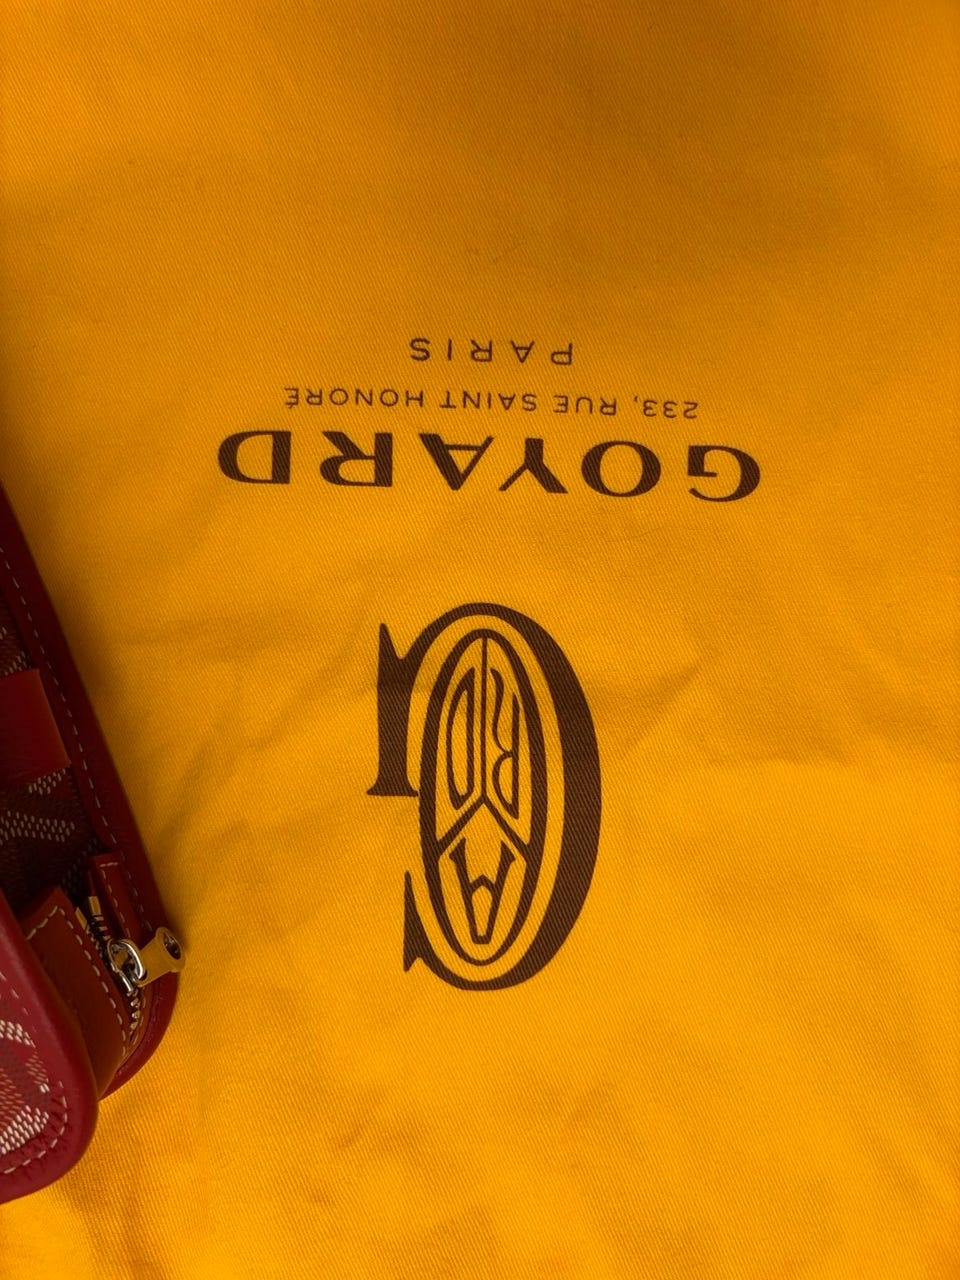 GOYARD
233, RUE SAINT HONORÉ
PARIS